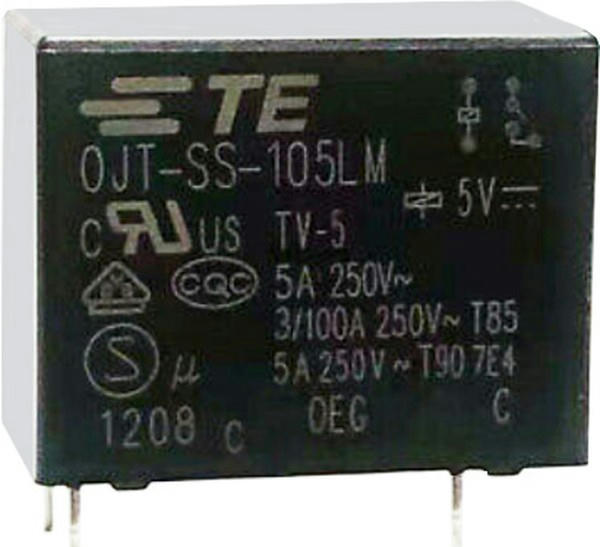 TE
OJT-SS-105LM
5V
C RU US TV-5
CQC 5A 250V~
3/100A 250V~ T85
S µ 5A 250V~T90 7E4
1208 C OEG C